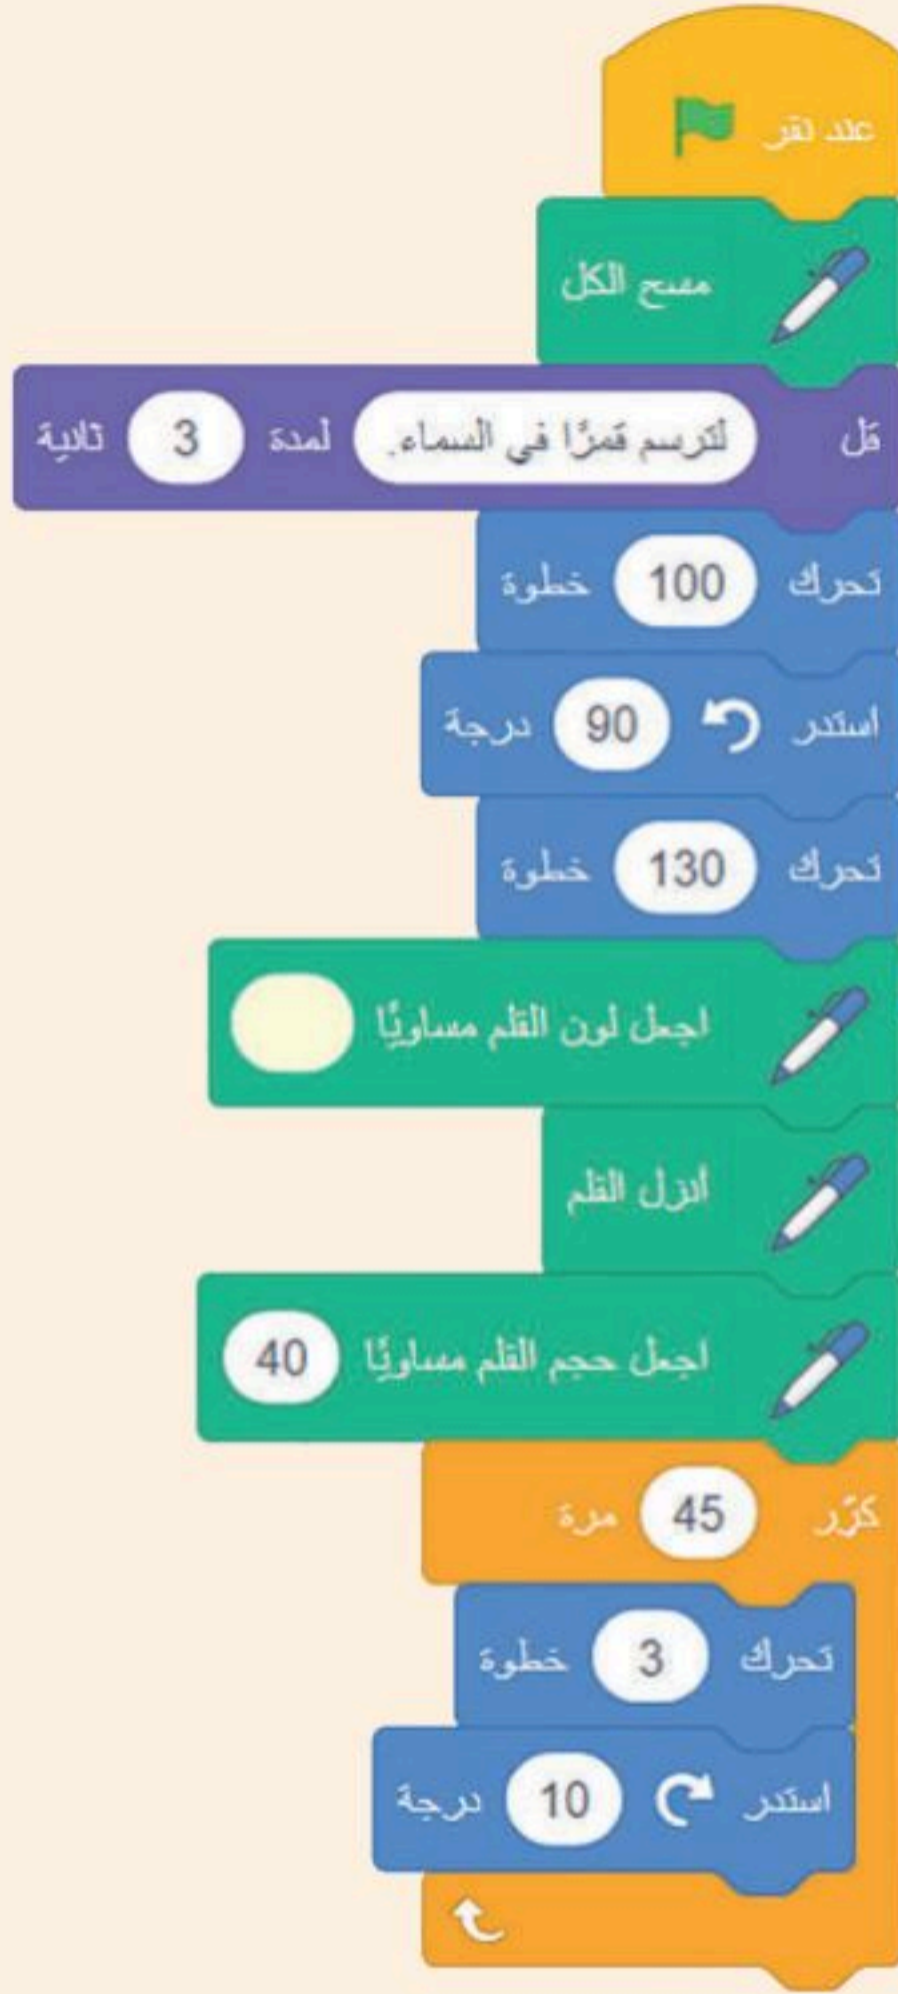 عند نقر
مسح الكل
قل لنرسم قمرًا في السماء. لمدة 3 ثانية
تحرك 100 خطوة
استدر 90 درجة
تحرك 130 خطوة
اجعل لون القلم مساويًا
أنزل القلم
اجعل حجم القلم مساويًا 40
كرّر 45 مرة
تحرك 3 خطوة
استدر 10 درجة